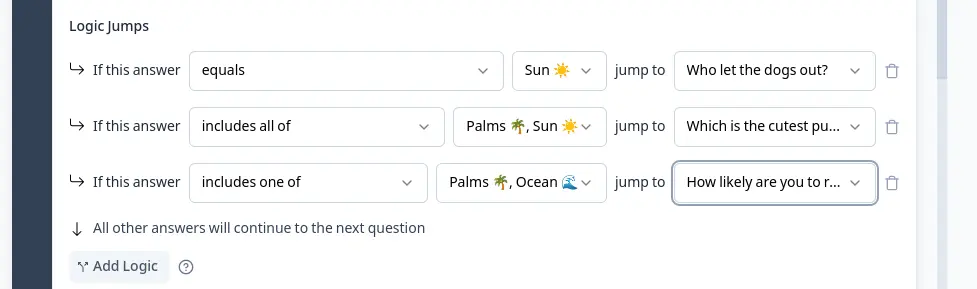 Logic Jumps
If this answer equals Sun ☀️ jump to Who let the dogs out?
If this answer includes all of Palms 🌴, Sun ☀️ jump to Which is the cutest pu...
If this answer includes one of Palms 🌴, Ocean 🌊 jump to How likely are you to r...
All other answers will continue to the next question
Add Logic